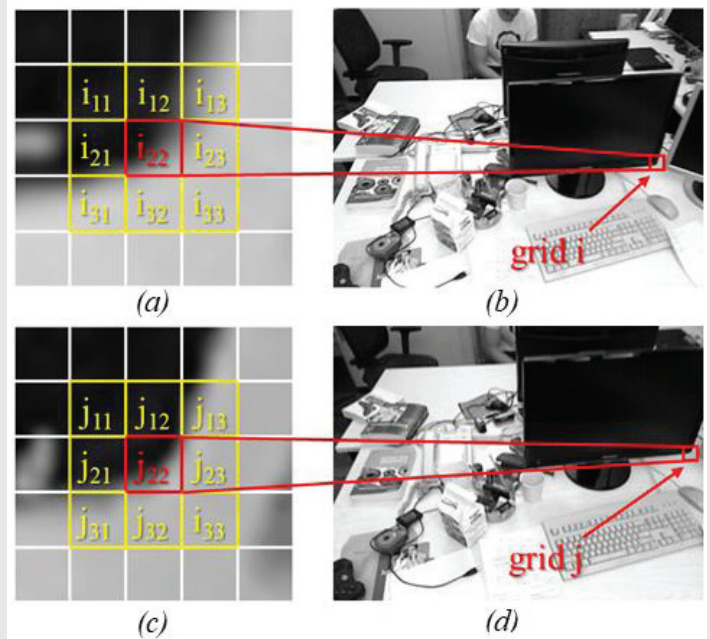 i11 i12 i13
i21 i22 i23
i31 i32 i33
grid i
(a) (b)
j11 j12 j13
j21 j22 j23
j31 j32 i33
grid j
(c) (d)